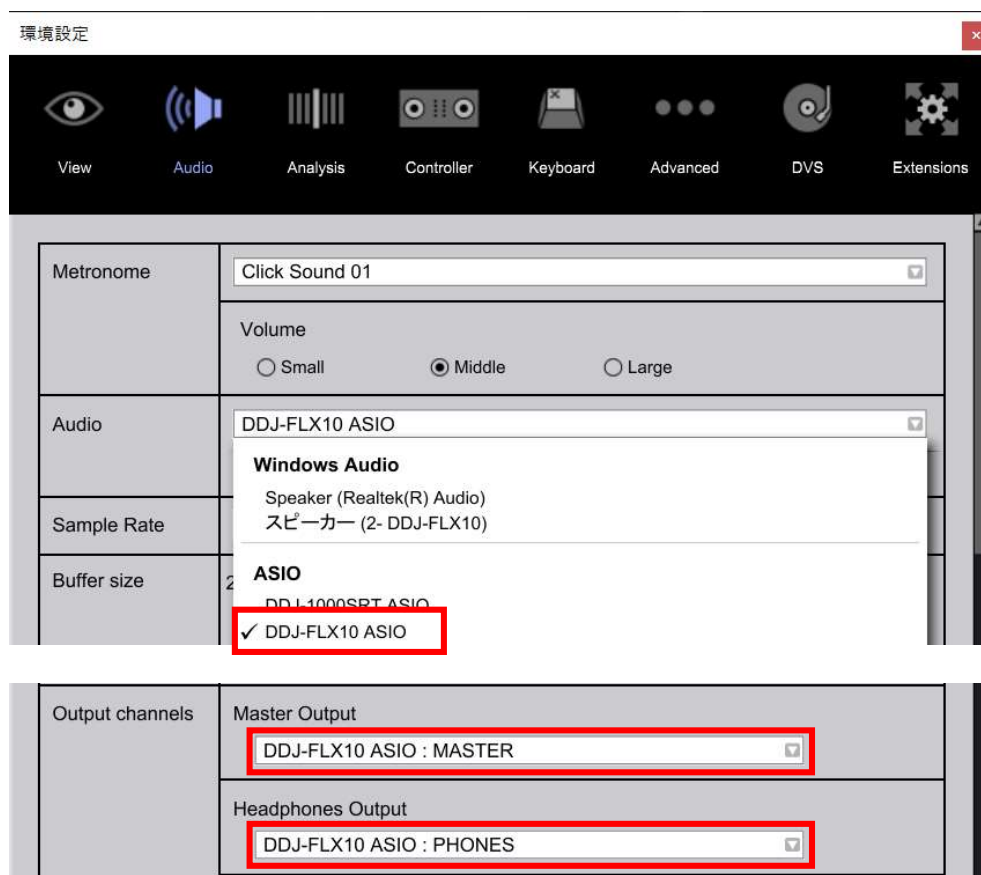 環境設定
View Audio Analysis Controller Keyboard Advanced DVS Extensions
Metronome Click Sound 01
Volume
Small Middle Large
Audio DDJ-FLX10 ASIO
Windows Audio
Speaker (Realtek(R) Audio)
スピーカー (2- DDJ-FLX10)
Sample Rate
ASIO
Buffer size 2
DDJ-1000SRT ASIO
✓ DDJ-FLX10 ASIO
Output channels Master Output
DDJ-FLX10 ASIO : MASTER
Headphones Output
DDJ-FLX10 ASIO : PHONES